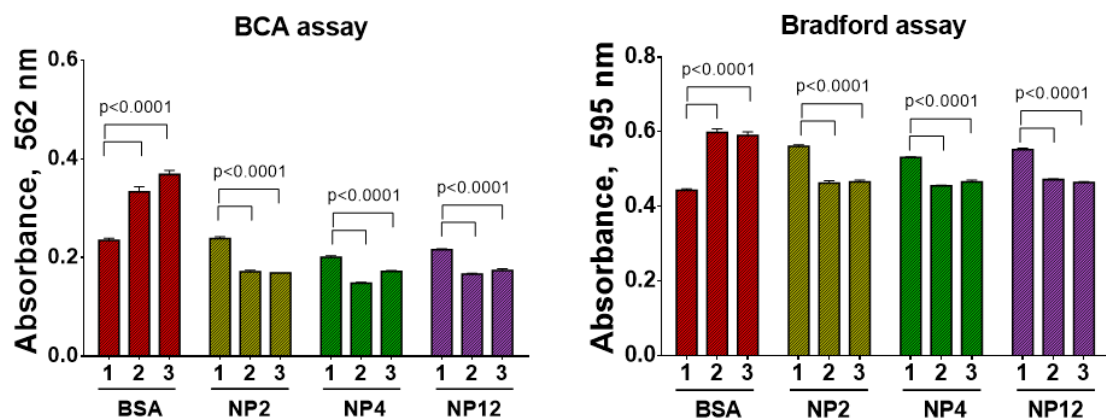 BCA assay
Absorbance, 562 nm
0.6
0.4
0.2
0.0
p<0.0001
p<0.0001
p<0.0001
p<0.0001
1 2 3 1 2 3 1 2 3 1 2 3
BSA NP2 NP4 NP12
Bradford assay
Absorbance, 595 nm
0.8
0.6
0.4
0.2
0.0
p<0.0001
p<0.0001
p<0.0001
p<0.0001
1 2 3 1 2 3 1 2 3 1 2 3
BSA NP2 NP4 NP12